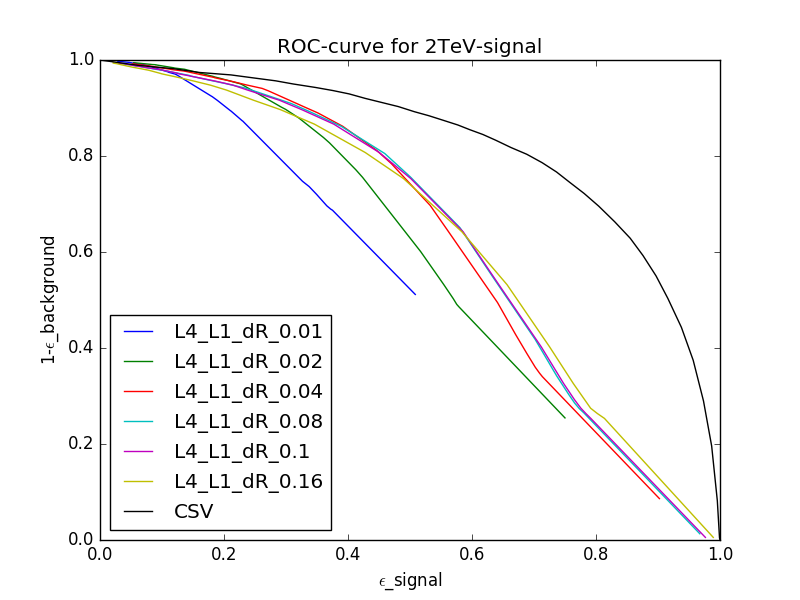 ROC-curve for 2TeV-signal
1.0
0.8
0.6
0.4
0.2
0.0
1-ϵ_background
L4_L1_dR_0.01
L4_L1_dR_0.02
L4_L1_dR_0.04
L4_L1_dR_0.08
L4_L1_dR_0.1
L4_L1_dR_0.16
CSV
0.0 0.2 0.4 0.6 0.8 1.0
ϵ_signal